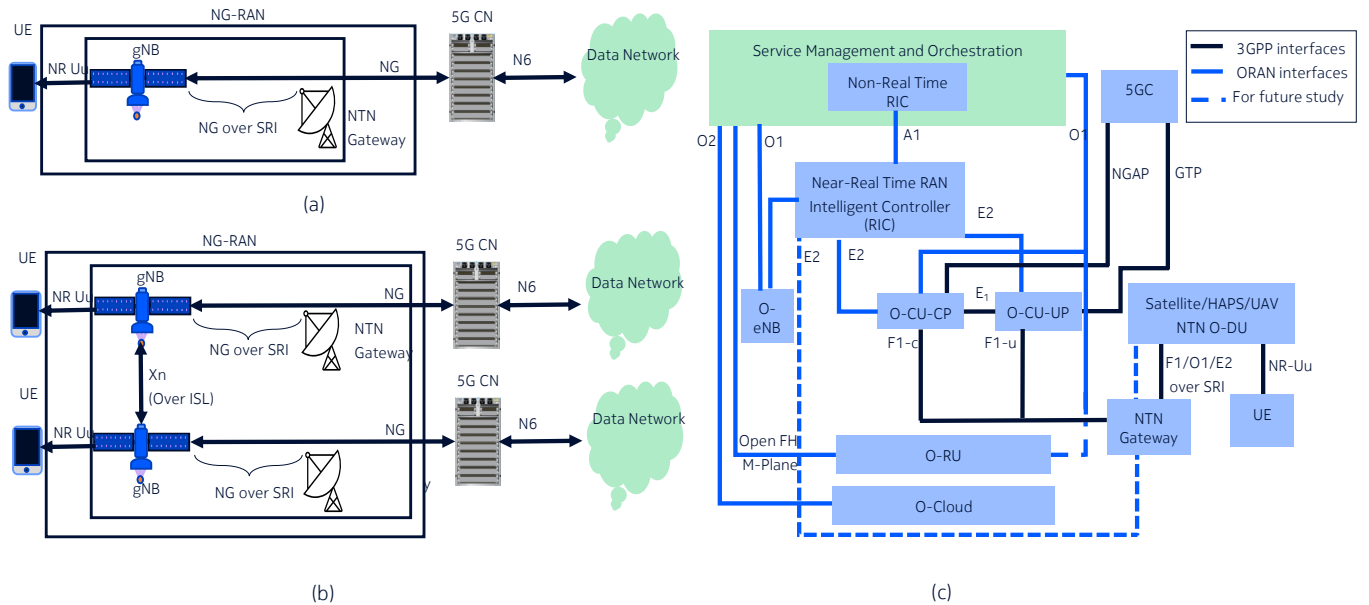 NG-RAN
UE
gNB
NR Uu
NG
NG over SRI
NTN
Gateway
5G CN
N6
Data Network
(a)
NG-RAN
UE
gNB
NR Uu
NG
NG over SRI
NTN
Gateway
5G CN
N6
Data Network
Xn
(Over ISL)
UE
NR Uu
gNB
NG
NG over SRI
y
5G CN
N6
Data Network
(b)
Service Management and Orchestration
Non-Real Time
RIC
3GPP interfaces
ORAN interfaces
For future study
5GC
O2
O1
A1
O1
NGAP
GTP
Near-Real Time RAN
Intelligent Controller
(RIC)
E2
E2
E2
O-
eNB
O-CU-CP
E1
O-CU-UP
Satellite/HAPS/UAV
NTN O-DU
F1-c
F1-u
F1/O1/E2
over SRI
NR-Uu
NTN
Gateway
UE
Open FH
M-Plane
O-RU
O-Cloud
(c)